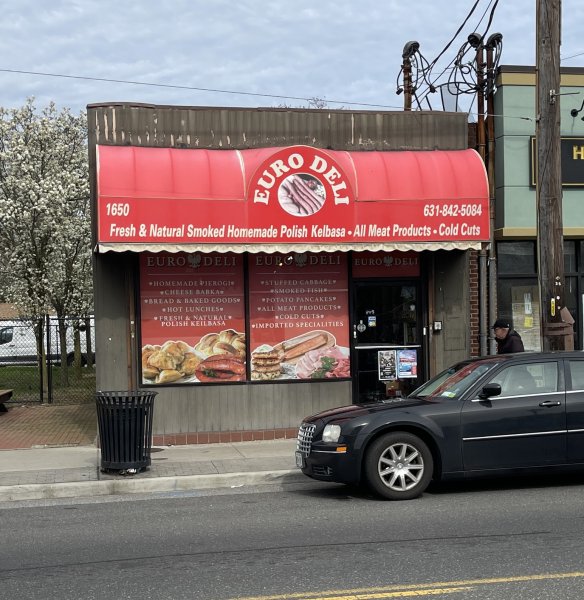 EURO DELI
1650
631-842-5084
Fresh & Natural Smoked Homemade Polish Kelbasa • All Meat Products • Cold Cuts
EURO DELI
•HOMEMADE PIEROGI•
•CHEESE BABKA•
•BREAD & BAKED GOODS•
•HOT LUNCHES•
•FRESH & NATURAL
POLISH KEILBASA
EURO DELI
•STUFFED CABBAGE•
•SMOKED FISH•
•POTATO PANCAKES•
•ALL MEAT PRODUCTS•
•COLD CUTS•
•IMPORTED SPECIALITIES
EURO DELI
H